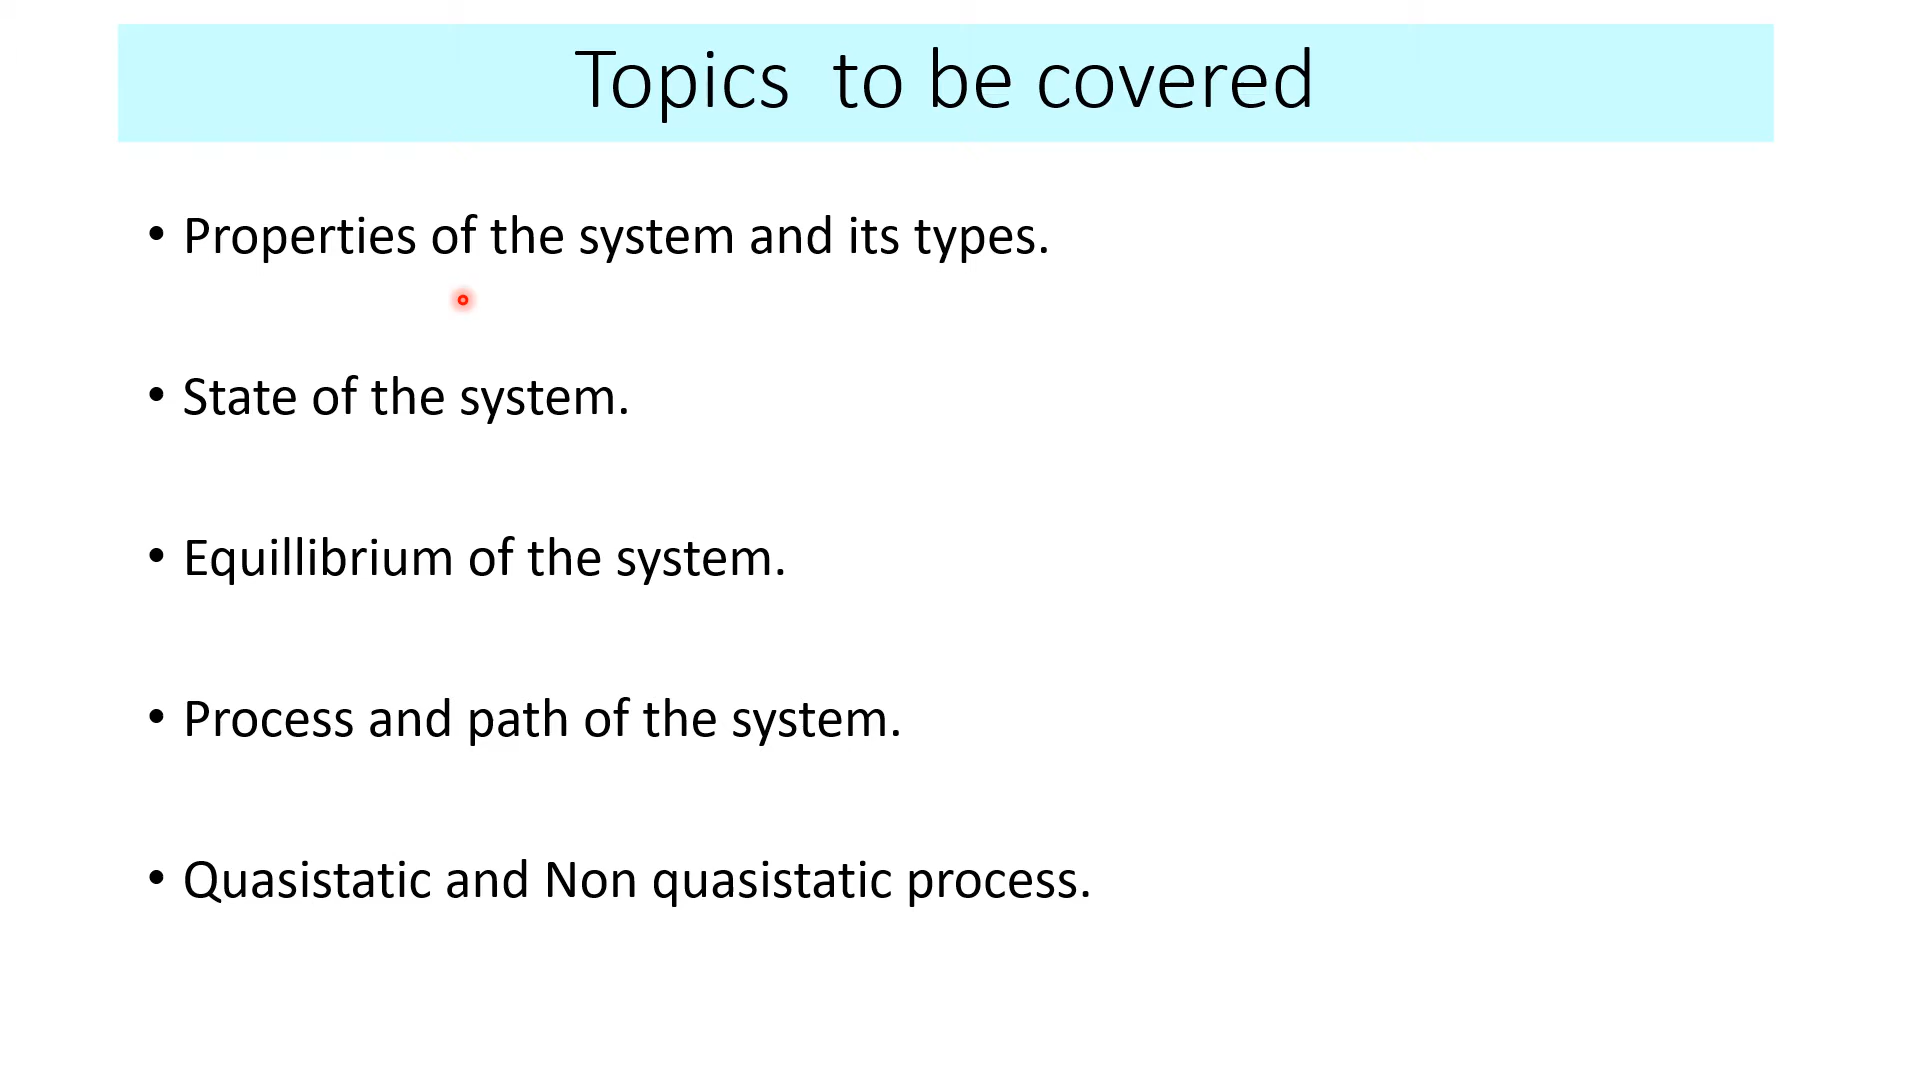 Topics  to be covered
• Properties of the system and its types.
• State of the system.
• Equillibrium of the system.
• Process and path of the system.
• Quasistatic and Non quasistatic process.